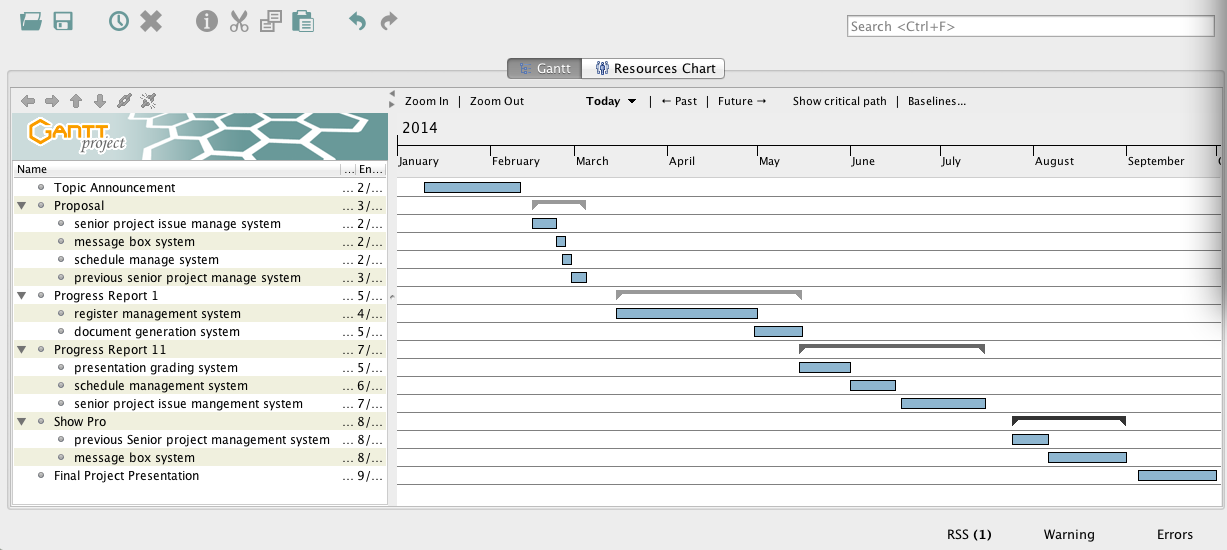 Search <Ctrl+F>
Gantt
Resources Chart
Zoom In | Zoom Out Today ▼ | ← Past | Future → Show critical path | Baselines...
GANTT project
2014
January February March April May June July August September
Name ... En...
Topic Announcement ... 2/...
Proposal ... 3/...
senior project issue manage system ... 2/...
message box system ... 2/...
schedule manage system ... 2/...
previous senior project manage system ... 3/...
Progress Report 1 ... 5/...
register management system ... 4/...
document generation system ... 5/...
Progress Report 11 ... 7/...
presentation grading system ... 5/...
schedule management system ... 6/...
senior project issue mangement system ... 7/...
Show Pro ... 8/...
previous Senior project management system ... 8/...
message box system ... 8/...
Final Project Presentation ... 9/...
RSS (1) Warning Errors